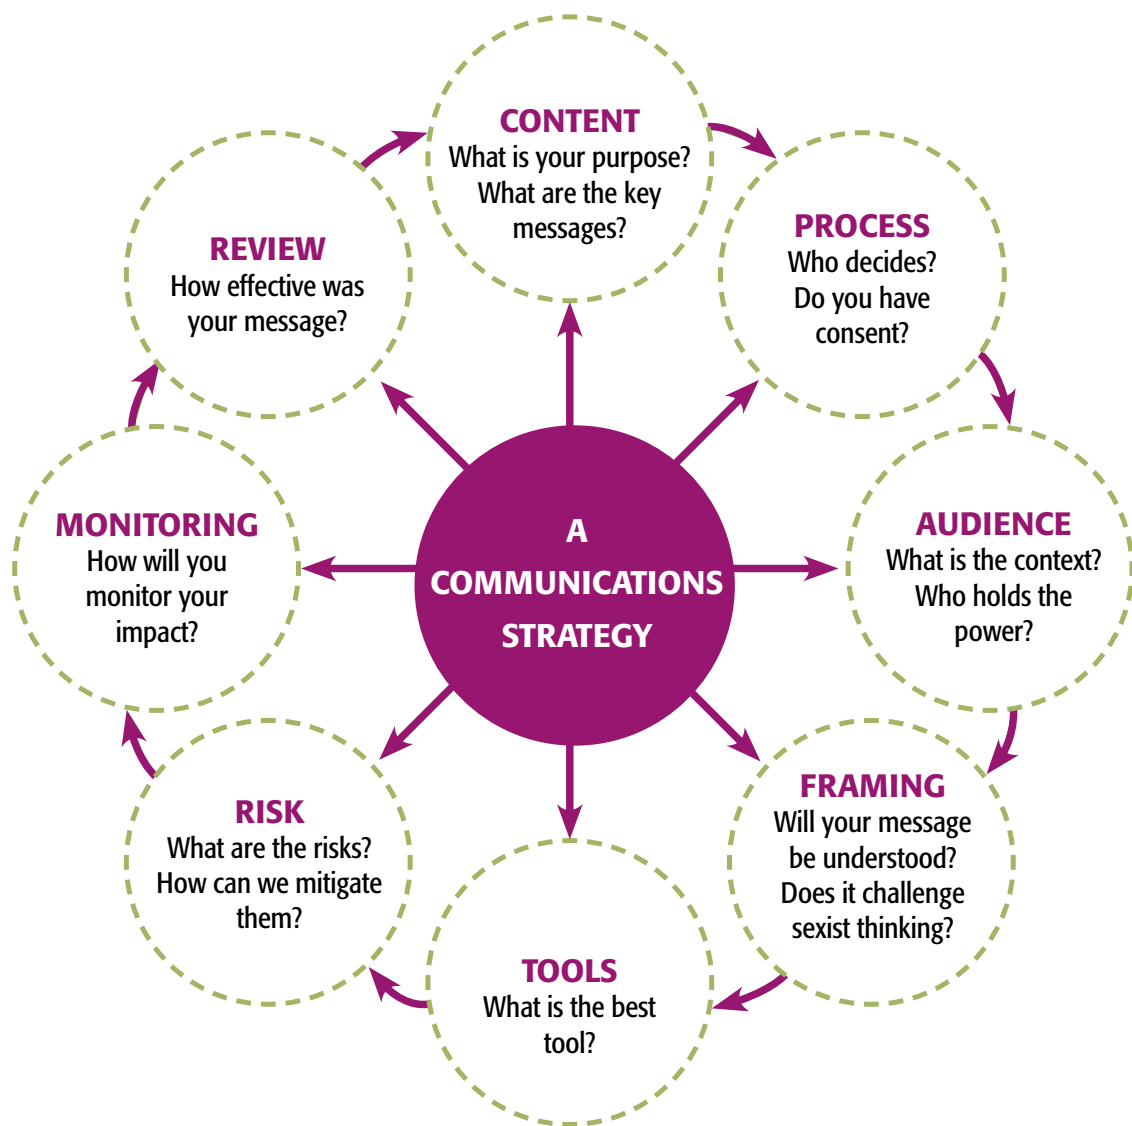 CONTENT
What is your purpose?
What are the key
messages?
PROCESS
Who decides?
Do you have
consent?
AUDIENCE
What is the context?
Who holds the
power?
FRAMING
Will your message
be understood?
Does it challenge
sexist thinking?
TOOLS
What is the best
tool?
RISK
What are the risks?
How can we mitigate
them?
MONITORING
How will you
monitor your
impact?
REVIEW
How effective was
your message?
A
COMMUNICATIONS
STRATEGY